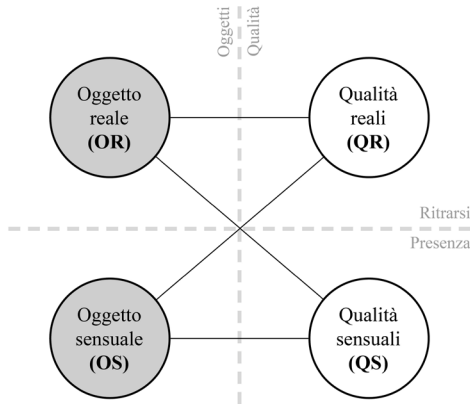 Oggetti
Qualità
Oggetto
reale
(OR)
Qualità
reali
(QR)
Ritrarsi
Presenza
Oggetto
sensuale
(OS)
Qualità
sensuali
(QS)